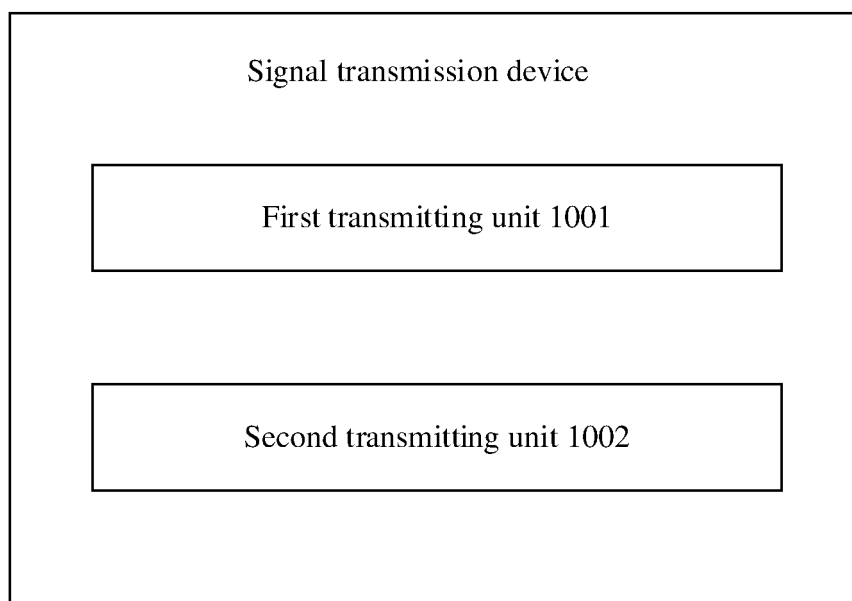 Signal transmission device
First transmitting unit 1001
Second transmitting unit 1002